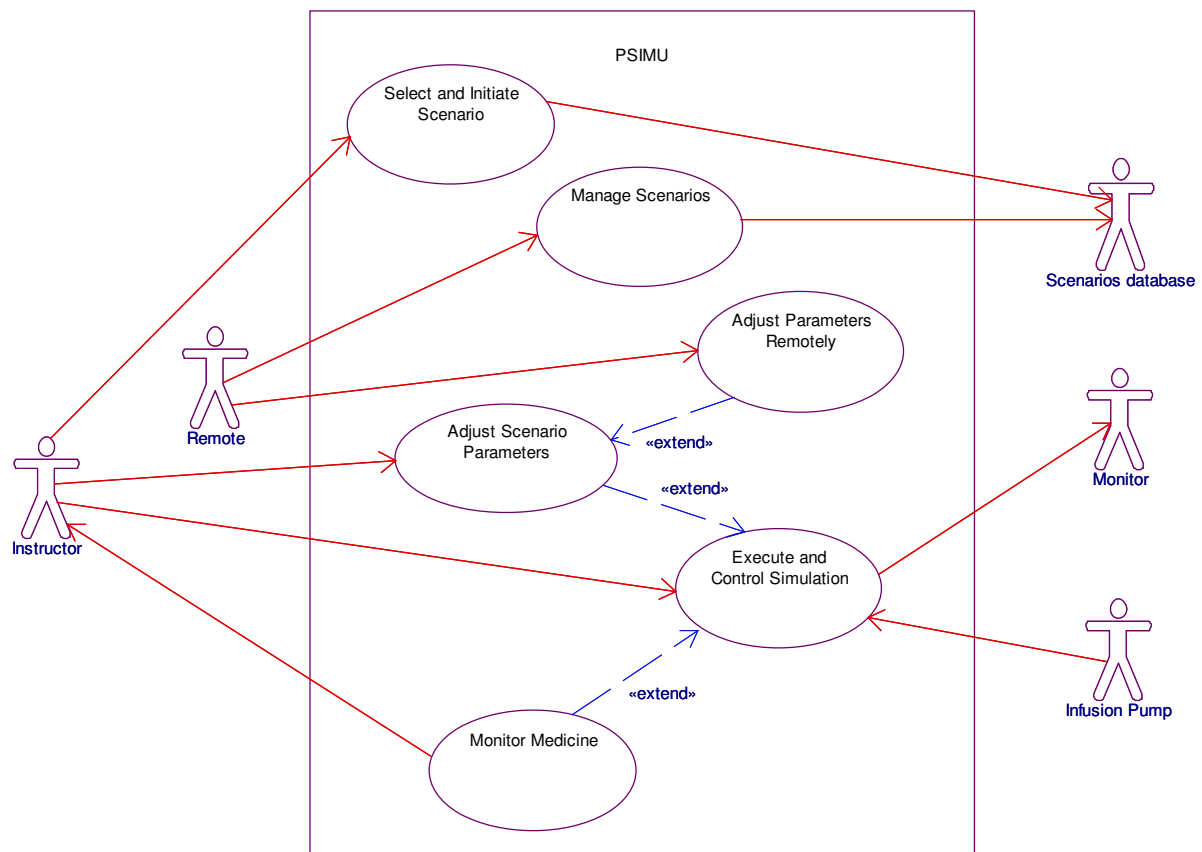 PSIMU
Select and Initiate
Scenario
Manage Scenarios
Scenarios database
Adjust Parameters
Remotely
Remote
«extend»
Adjust Scenario
Parameters
Monitor
«extend»
Instructor
Execute and
Control Simulation
«extend»
Infusion Pump
Monitor Medicine